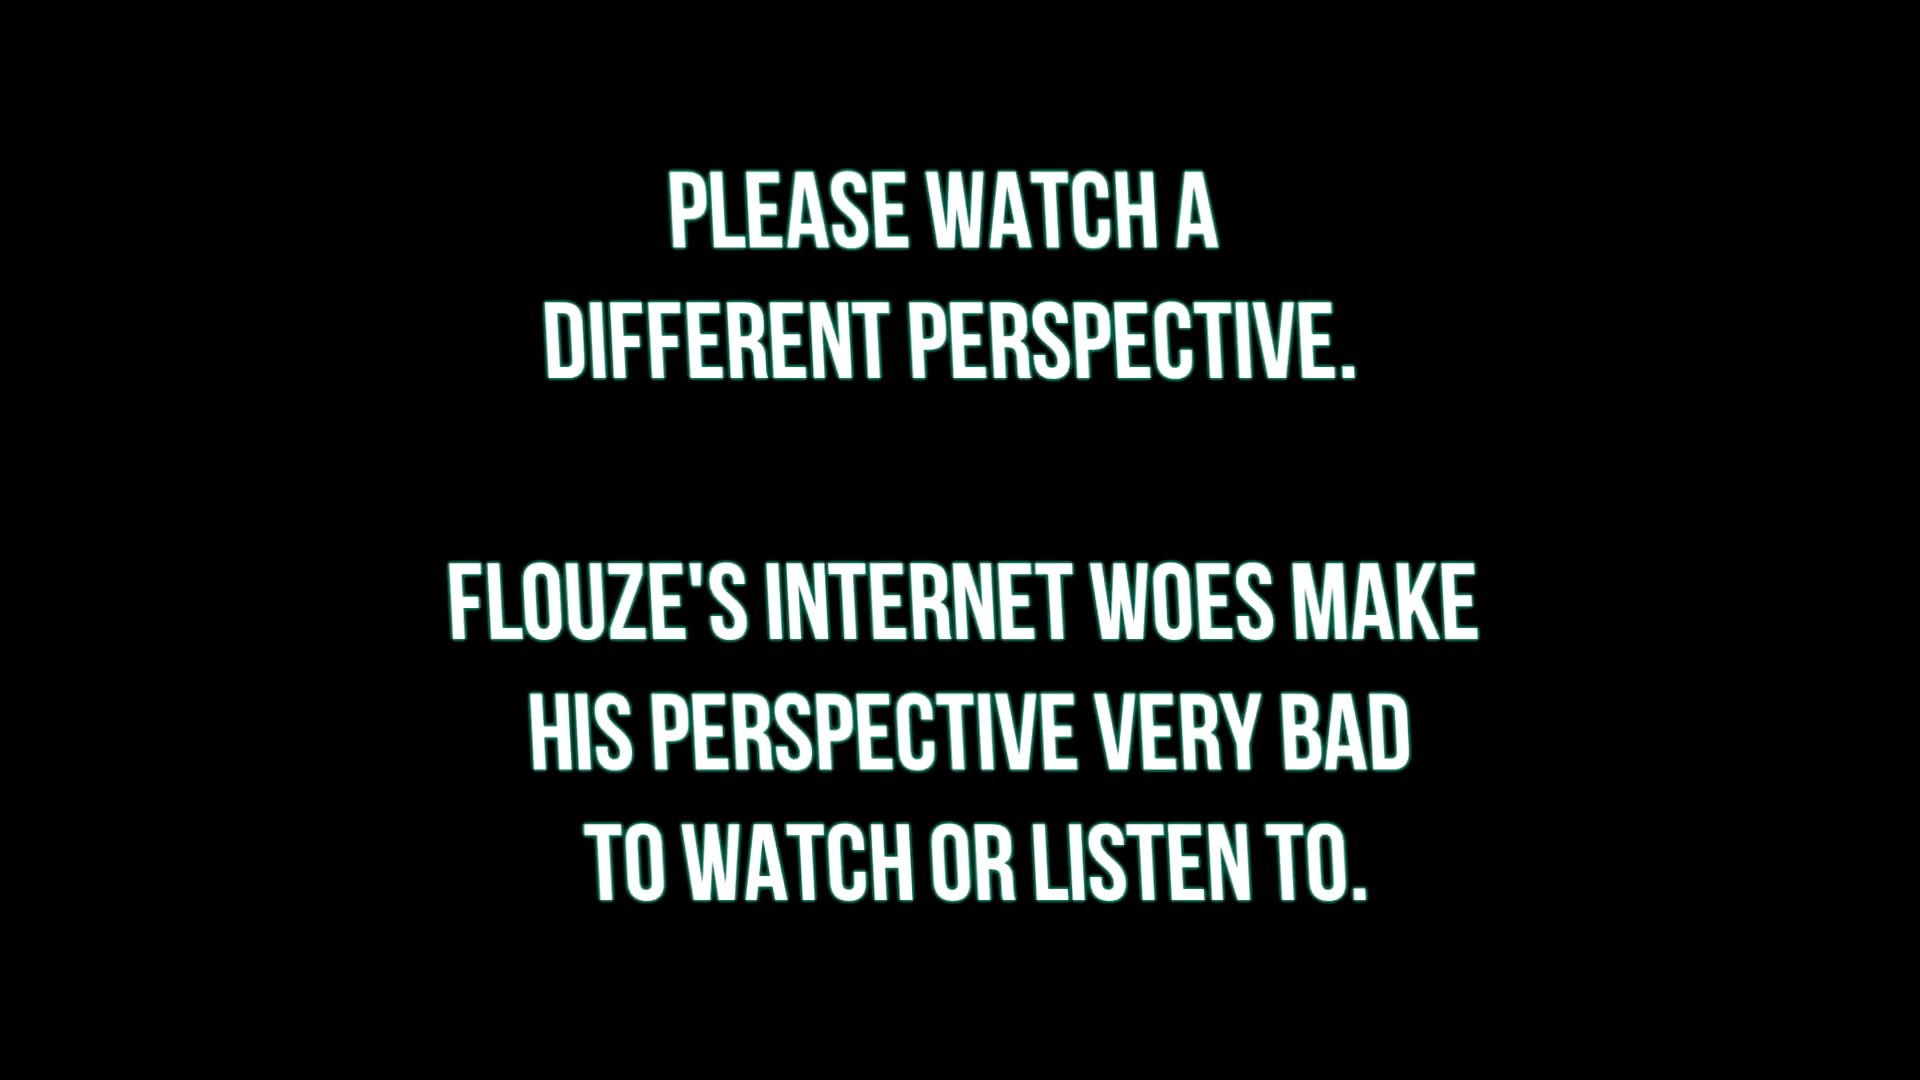 PLEASE WATCH A
DIFFERENT PERSPECTIVE.
FLOUZE'S INTERNET WOES MAKE
HIS PERSPECTIVE VERY BAD
TO WATCH OR LISTEN TO.